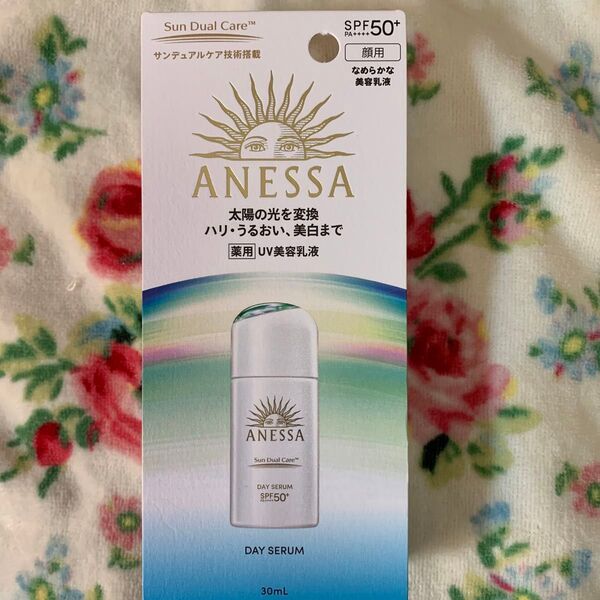 Sun Dual Care™
サンデュアルケア技術搭載
SPF50+
PA++++
顔用
なめらかな
美容乳液
ANESSA
太陽の光を変換
ハリ・うるおい、美白まで
薬用 UV美容乳液
ANESSA
Sun Dual Care™
DAY SERUM
SPF50+
PA++++
DAY SERUM
30mL